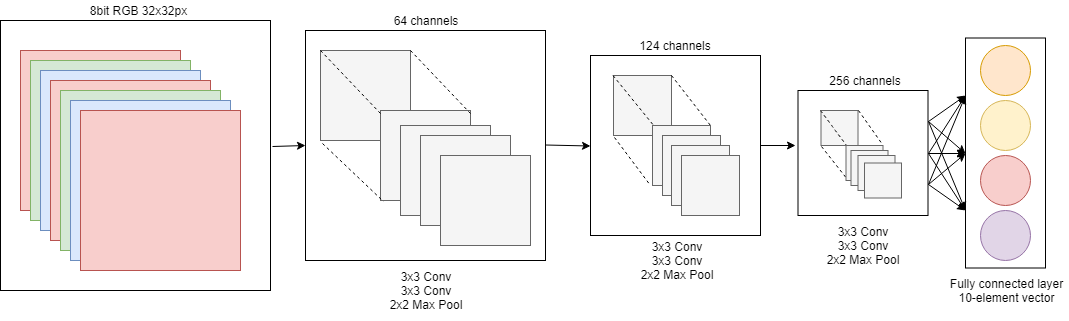 8bit RGB 32x32px
64 channels
3x3 Conv
3x3 Conv
2x2 Max Pool
124 channels
3x3 Conv
3x3 Conv
2x2 Max Pool
256 channels
3x3 Conv
3x3 Conv
2x2 Max Pool
Fully connected layer
10-element vector